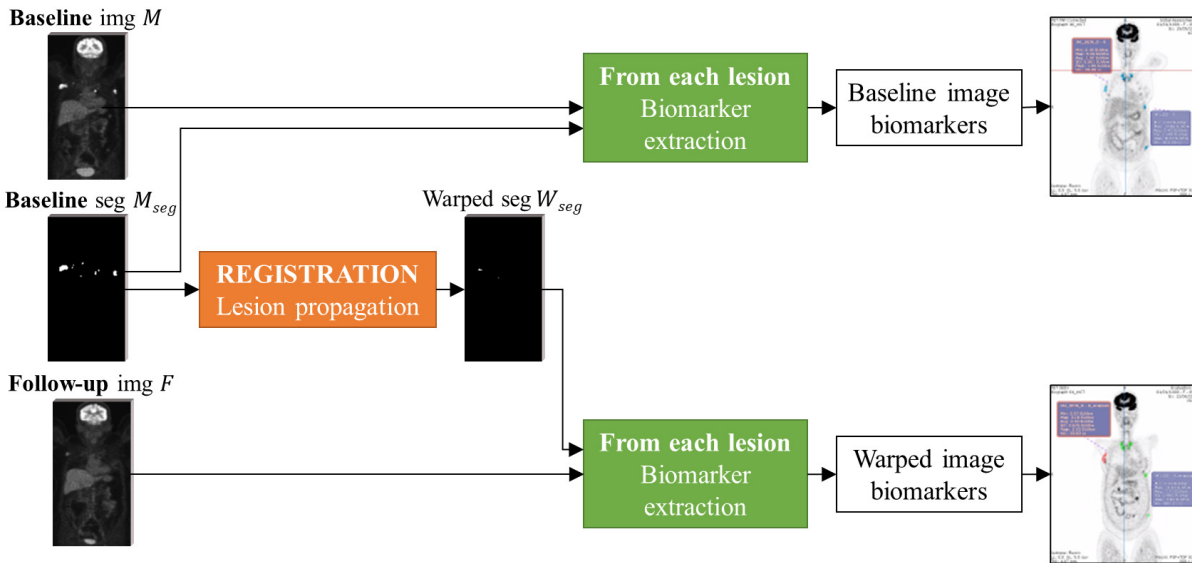 Baseline img M
From each lesion
Biomarker
extraction
Baseline image
biomarkers
Baseline seg M_seg
Warped seg W_seg
REGISTRATION
Lesion propagation
Follow-up img F
From each lesion
Biomarker
extraction
Warped image
biomarkers